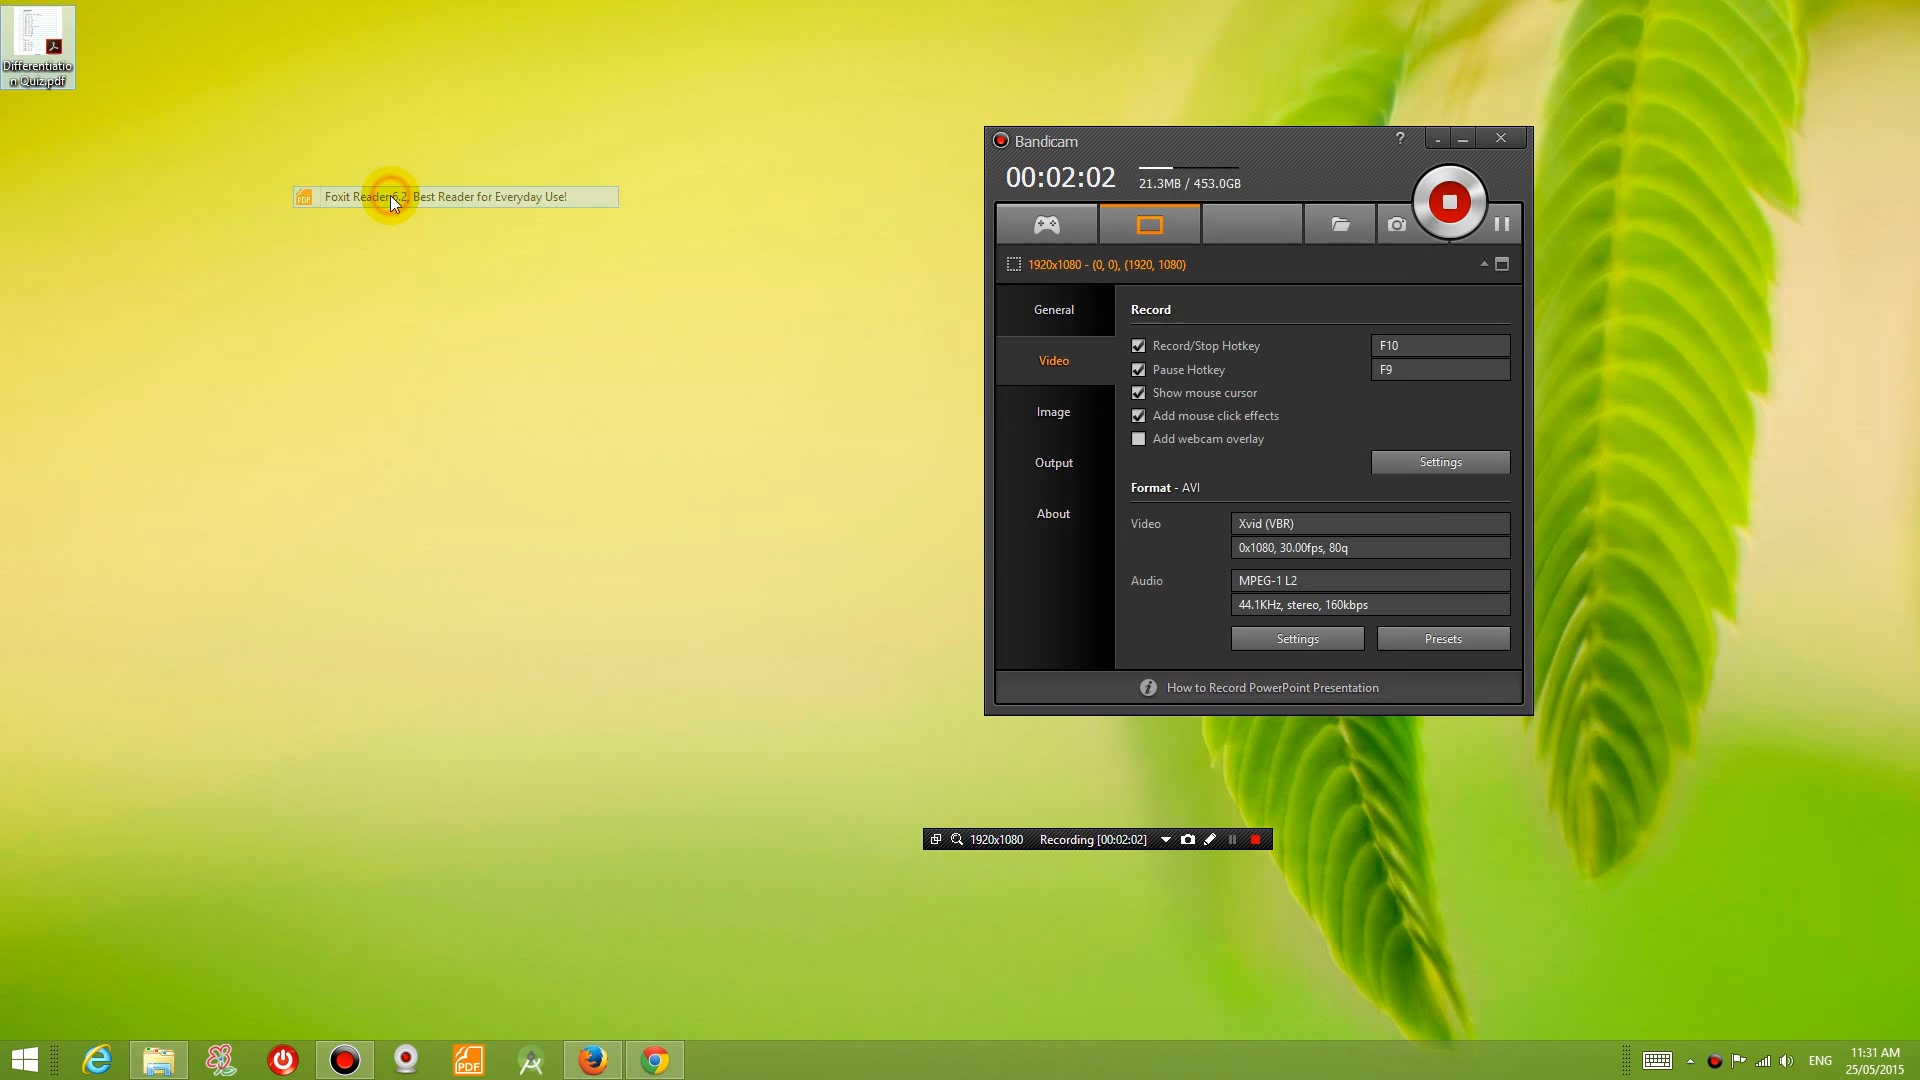 Differentiatio
n Quiz.pdf
Foxit Reader 6.2, Best Reader for Everyday Use!
Bandicam
?
00:02:02
21.3MB / 453.0GB
1920x1080 - (0, 0), (1920, 1080)
General
Video
Image
Output
About
Record
Record/Stop Hotkey
F10
Pause Hotkey
F9
Show mouse cursor
Add mouse click effects
Add webcam overlay
Settings
Format - AVI
Video
Xvid (VBR)
0x1080, 30.00fps, 80q
Audio
MPEG-1 L2
44.1KHz, stereo, 160kbps
Settings
Presets
How to Record PowerPoint Presentation
1920x1080 Recording [00:02:02]
PDF
ENG
11:31 AM
25/05/2015